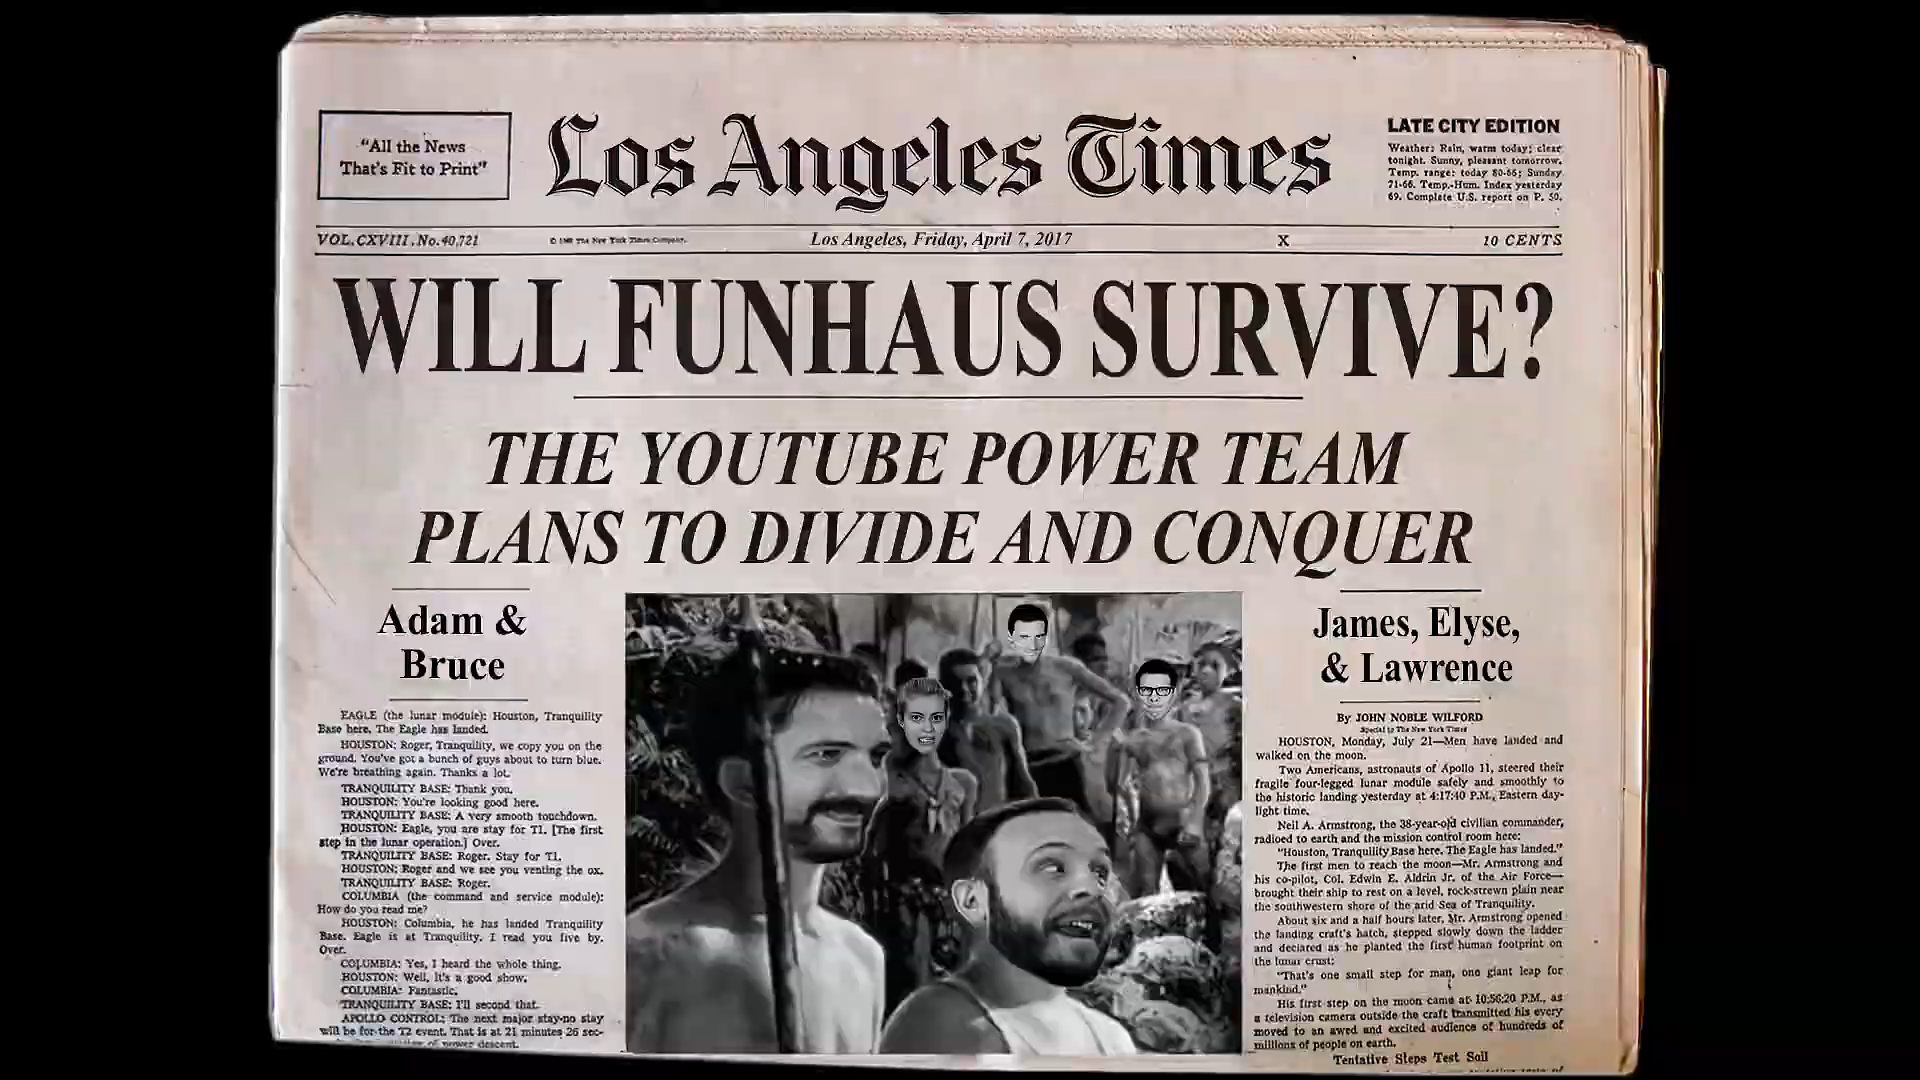 "All the News
That's Fit to Print"
Los Angeles Times
LATE CITY EDITION
Weather: Rain, warm today; clear
tonight. Sunny, pleasant tomorrow.
Temp. range: today 80-66; Sunday
71-66. Temp.-Hum. Index yesterday
69. Complete U.S. report on P. 50.
VOL. CXVIII. No. 40,721
The New York Times Company.
Los Angeles, Friday, April 7, 2017
X
10 CENTS
WILL FUNHAUS SURVIVE?
THE YOUTUBE POWER TEAM
PLANS TO DIVIDE AND CONQUER
Adam &
Bruce
EAGLE (the lunar module): Houston, Tranquility
Base here. The Eagle has landed.
HOUSTON: Roger, Tranquility, we copy you on the
ground. You've got a bunch of guys about to turn blue.
We're breathing again. Thanks a lot.
TRANQUILITY BASE: Thank you.
HOUSTON: You're looking good here.
TRANQUILITY BASE: A very smooth touchdown.
HOUSTON: Eagle, you are stay for T1. [The first
step in the lunar operation.] Over.
TRANQUILITY BASE: Roger. Stay for T1.
HOUSTON: Roger and we see you venting the ox.
TRANQUILITY BASE: Roger.
COLUMBIA (the command and service module):
How do you read me?
HOUSTON: Columbia, he has landed Tranquility
Base. Eagle is at Tranquility. I read you five by.
Over.
COLUMBIA: Yes, I heard the whole thing.
HOUSTON: Well, it's a good show.
COLUMBIA: Fantastic.
TRANQUILITY BASE: I'll second that.
APOLLO CONTROL: The next major stay-no stay
will be for the T2 event. That is at 21 minutes 26 sec-
of power descent.
James, Elyse,
& Lawrence
By JOHN NOBLE WILFORD
Special to The New York Times
HOUSTON, Monday, July 21—Men have landed and
walked on the moon.
Two Americans, astronauts of Apollo 11, steered their
fragile four-legged lunar module safely and smoothly to
the historic landing yesterday at 4:17:40 P.M., Eastern day-
light time.
Neil A. Armstrong, the 38-year-old civilian commander,
radioed to earth and the mission control room here:
"Houston, Tranquility Base here. The Eagle has landed."
The first men to reach the moon—Mr. Armstrong and
his co-pilot, Col. Edwin E. Aldrin Jr. of the Air Force—
brought their ship to rest on a level, rock-strewn plain near
the southwestern shore of the arid Sea of Tranquility.
About six and a half hours later, Mr. Armstrong opened
the landing craft's hatch, stepped slowly down the ladder
and declared as he planted the first human footprint on
the lunar crust:
"That's one small step for man, one giant leap for
mankind."
His first step on the moon came at 10:56:20 P.M., as
a television camera outside the craft transmitted his every
moved to an awed and excited audience of hundreds of
millions of people on earth.
Tentative Steps Test Soil